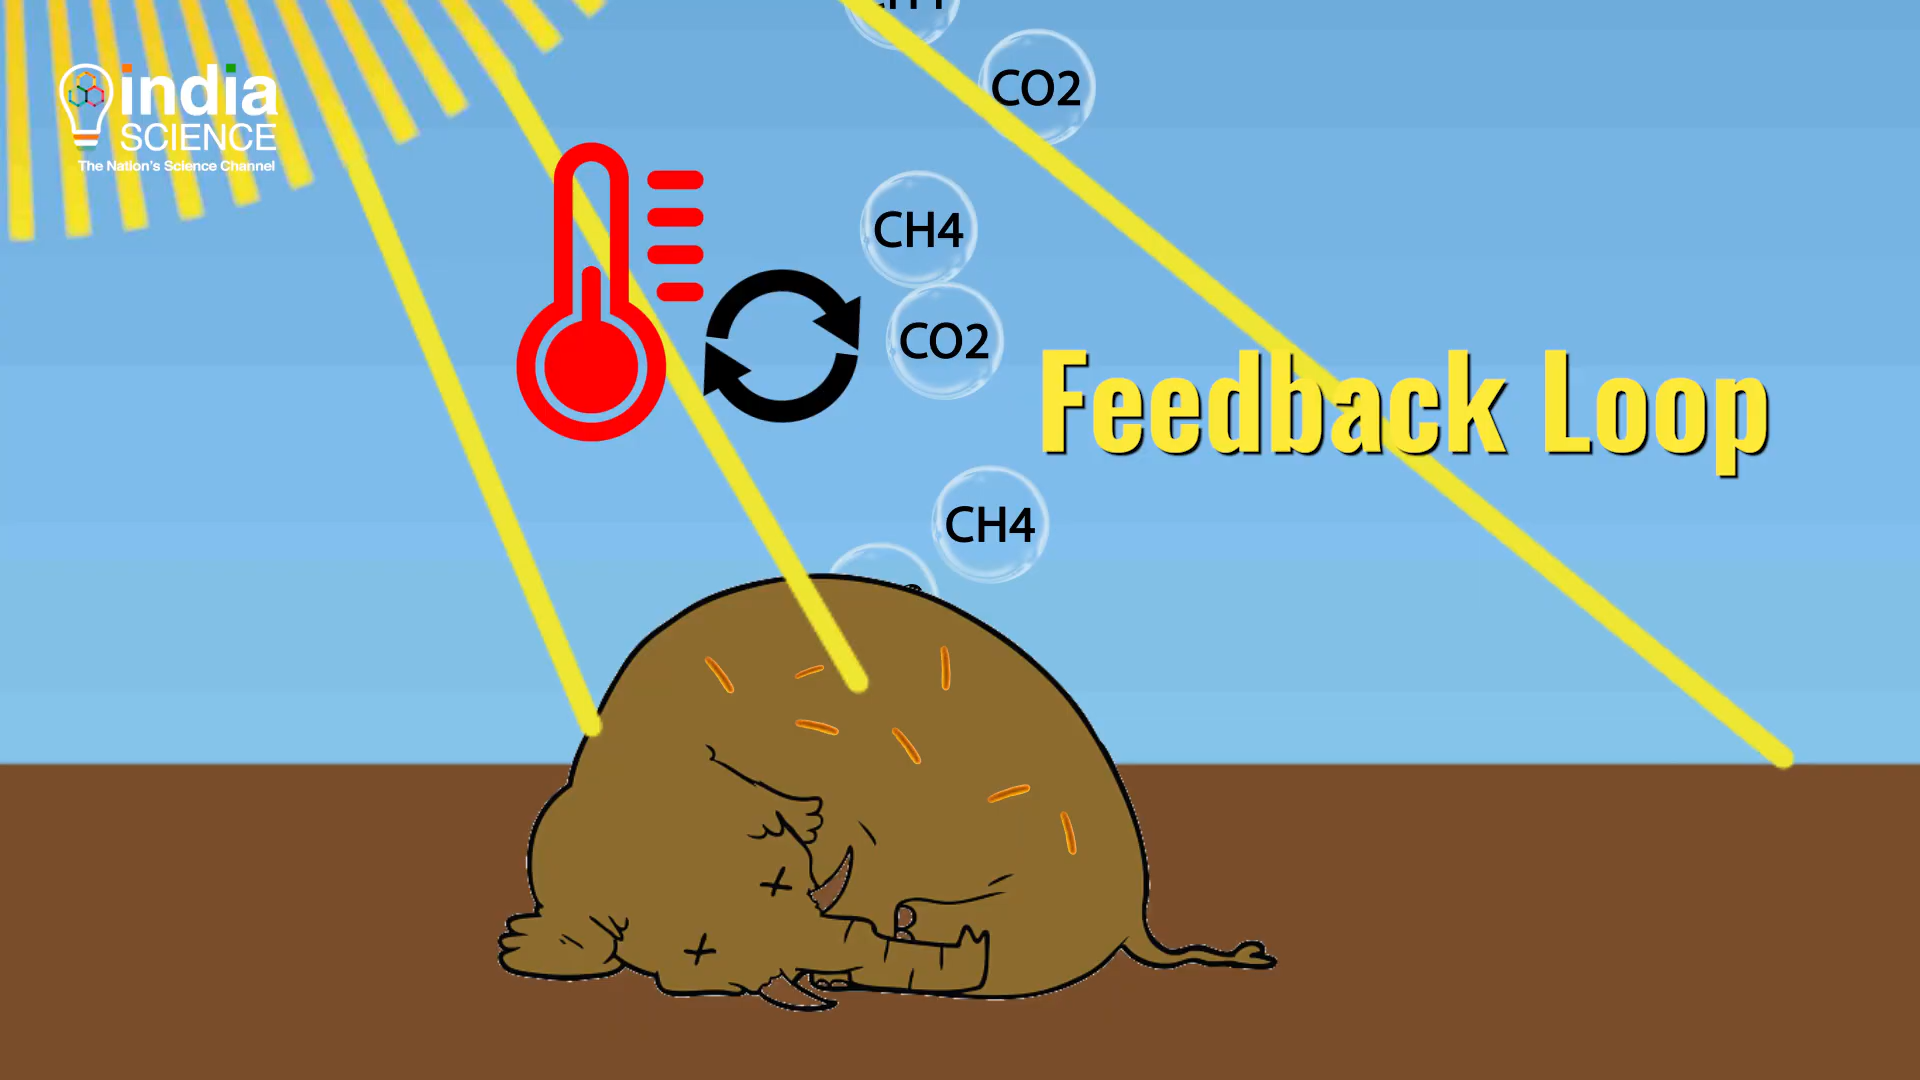 india
SCIENCE
The Nation's Science Channel
CO2
CH4
CO2
Feedback Loop
CH4